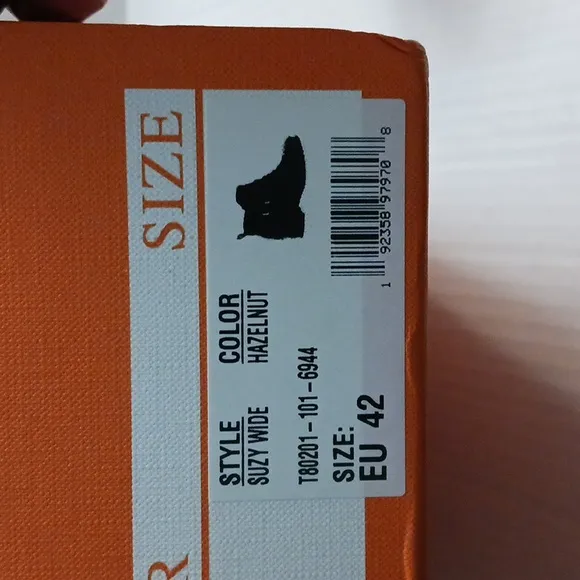 SIZE
R
STYLE
SUZY WIDE
COLOR
HAZELNUT
T80201-101-6944
SIZE:
EU 42
1 92358 97970 8